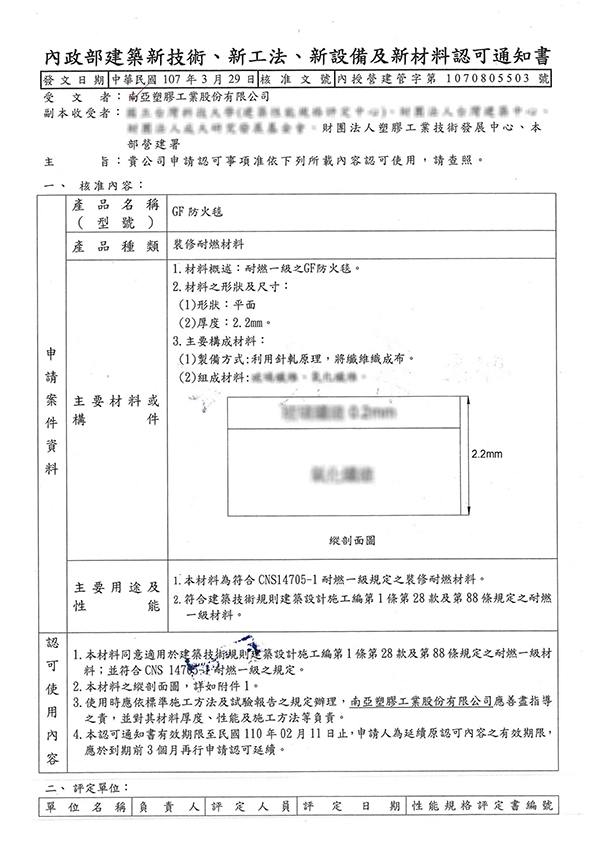 內政部建築新技術、新工法、新設備及新材料認可通知書
發文日期 中華民國 107 年 3 月 29 日 核准文號 內授營建管字第 1070805503 號
受文者：南亞塑膠工業股份有限公司
副本收受者：
財團法人塑膠工業技術發展中心、本
部營建署
主旨：貴公司申請認可事項准依下列所載內容認可使用，請查照。
一、 核准內容：
申請案件資料
產品名稱
（型號）
GF 防火毯
產品種類
裝修耐燃材料
主要材料或
構件
1.材料概述：耐燃一級之GF防火毯。
2.材料之形狀及尺寸：
(1)形狀：平面
(2)厚度：2.2mm。
3.主要構成材料：
(1)製備方式:利用針軋原理，將纖維織成布。
(2)組成材料:
0.2mm
2.2mm
縱剖面圖
主要用途及
性能
1.本材料為符合 CNS14705-1 耐燃一級規定之裝修耐燃材料。
2.符合建築技術規則建築設計施工編第 1 條第 28 款及第 88 條規定之耐燃
一級材料。
認可使用內容
1.本材料同意適用於建築技術規則建築設計施工編第 1 條第 28 款及第 88 條規定之耐燃一級材
料；並符合 CNS 14705-1 耐燃一級之規定。
2.本材料之縱剖面圖，詳如附件 1。
3.使用時應依標準施工方法及試驗報告之規定辦理，南亞塑膠工業股份有限公司應善盡指導
之責，並對其材料厚度、性能及施工方法等負責。
4.本認可通知書有效期限至民國 110 年 02 月 11 日止，申請人為延續原認可內容之有效期限，
應於到期前 3 個月再行申請認可延續。
二、評定單位：
單位名稱 負責人 評定人員 評定日期 性能規格評定書編號